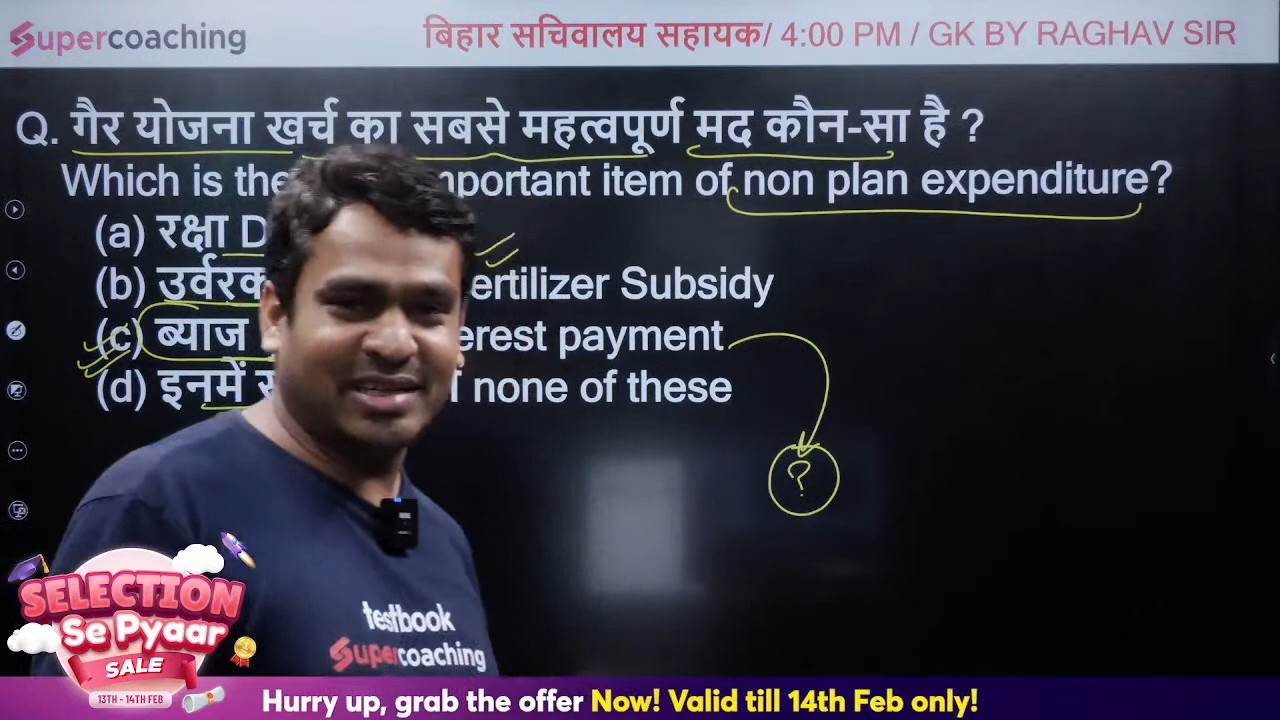 Supercoaching
बिहार सचिवालय सहायक/ 4:00 PM / GK BY RAGHAV SIR
Q. गैर योजना खर्च का सबसे महत्वपूर्ण मद कौन-सा है ?
Which is the important item of non plan expenditure?
(a) रक्षा D
(b) उर्वरक ertilizer Subsidy
(c) ब्याज erest payment
(d) इनमें none of these
?
testbook
Supercoaching
SELECTION
Se Pyaar
SALE
13TH - 14TH FEB
Hurry up, grab the offer Now! Valid till 14th Feb only!